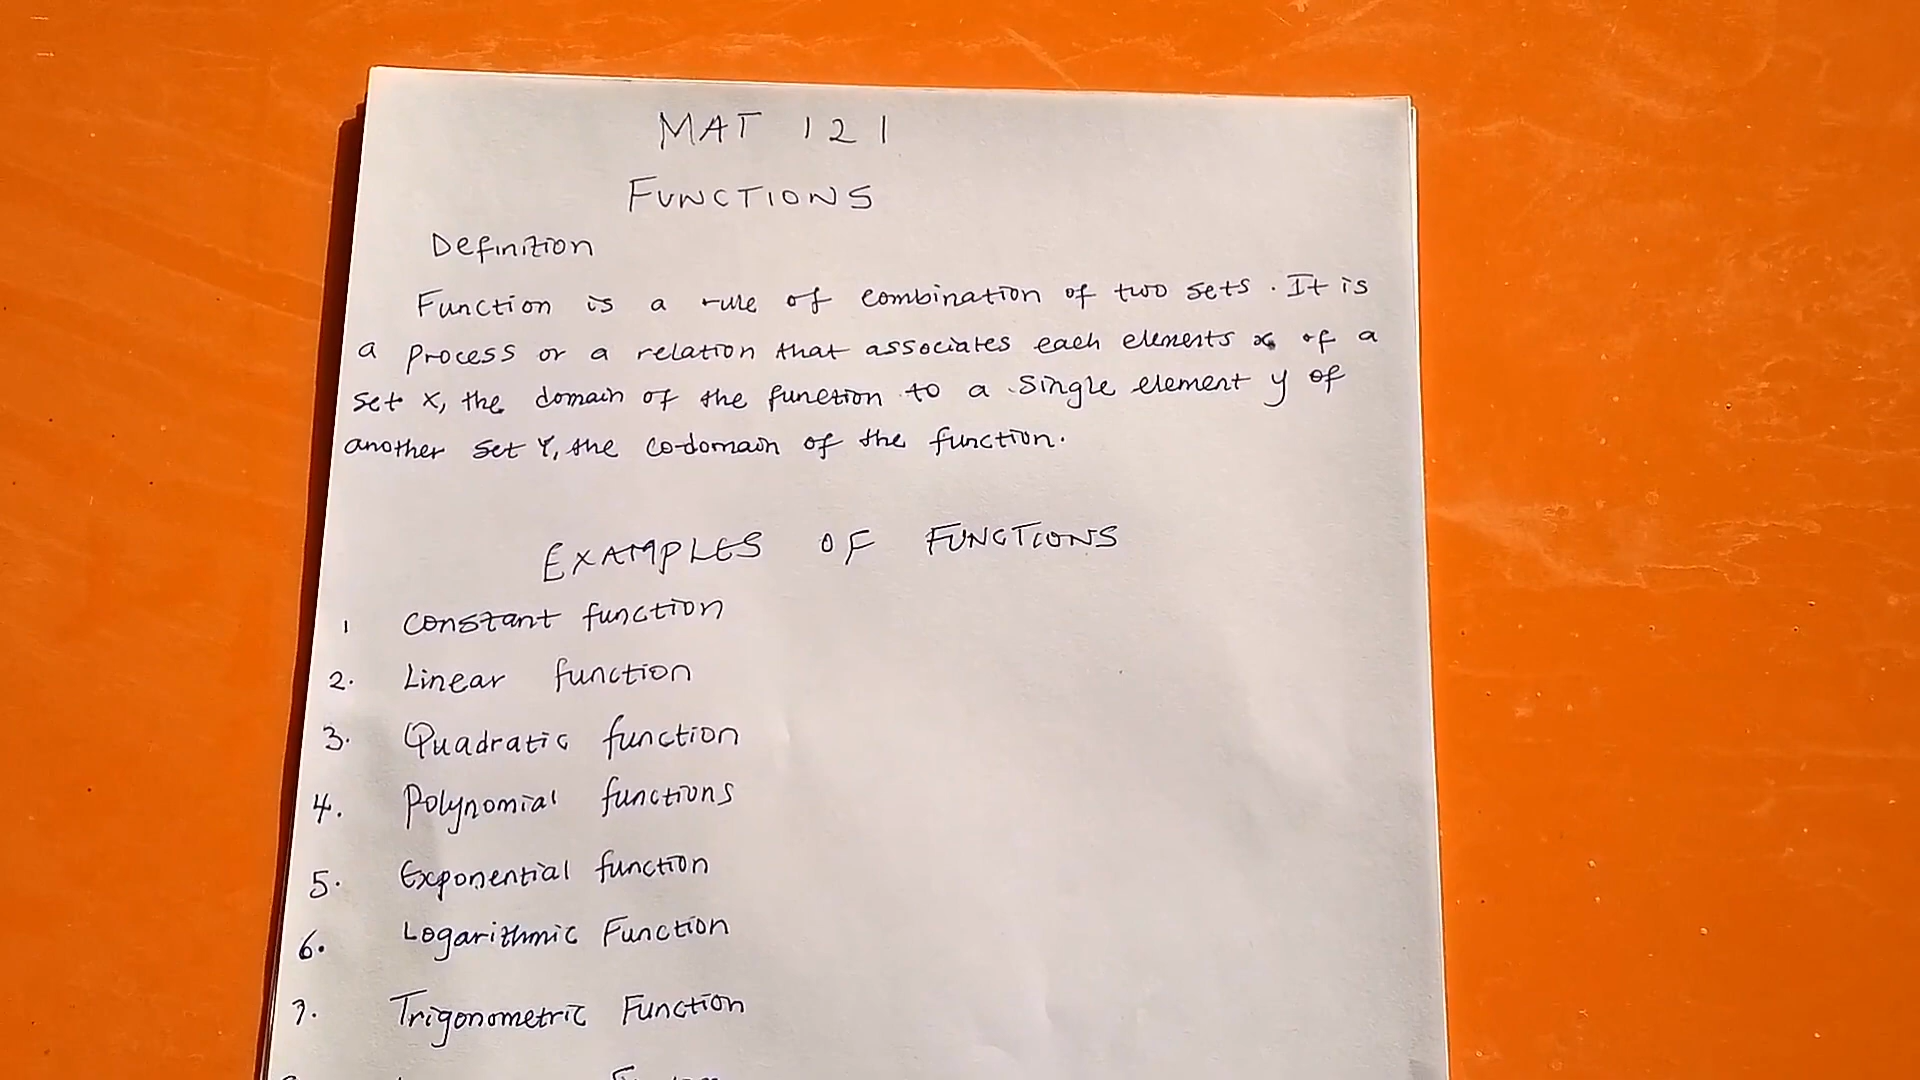 MAT 121
FUNCTIONS
Definition
Function is a rule of combination of two sets. It is
a process or a relation that associates each elements x of a
set X, the domain of the function to a single element y of
another set Y, the co-domain of the function.
EXAMPLES OF FUNCTIONS
1 Constant function
2. Linear function
3. Quadratic function
4. Polynomial functions
5. Exponential function
6. Logarithmic Function
7. Trigonometric Function